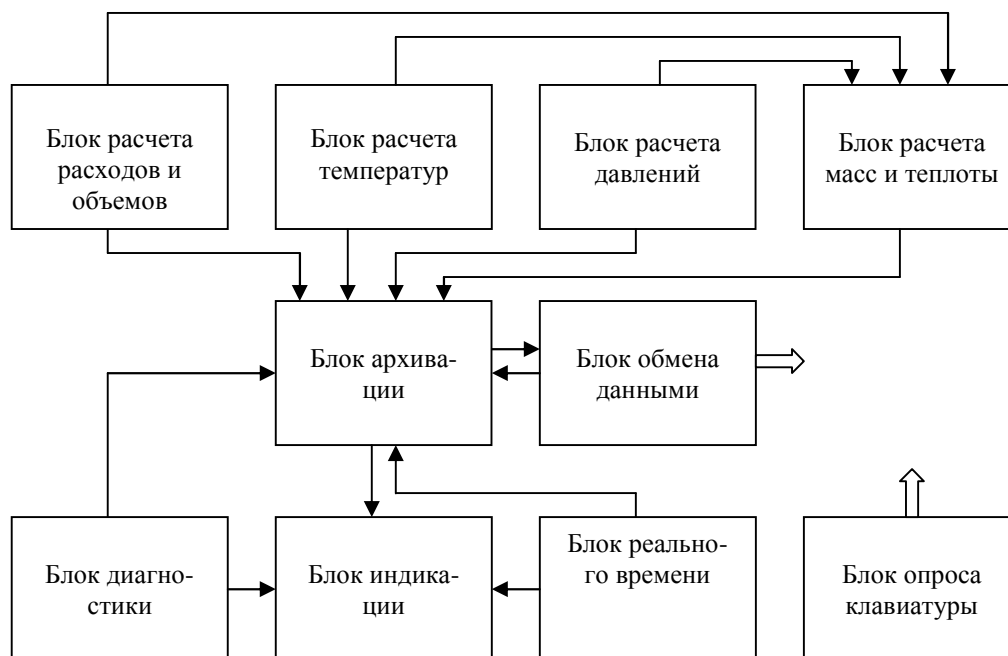 Блок расчета
расходов и
объемов
Блок расчета
температур
Блок расчета
давлений
Блок расчета
масс и теплоты
Блок архива-
ции
Блок обмена
данными
Блок диагно-
стики
Блок индика-
ции
Блок реально-
го времени
Блок опроса
клавиатуры